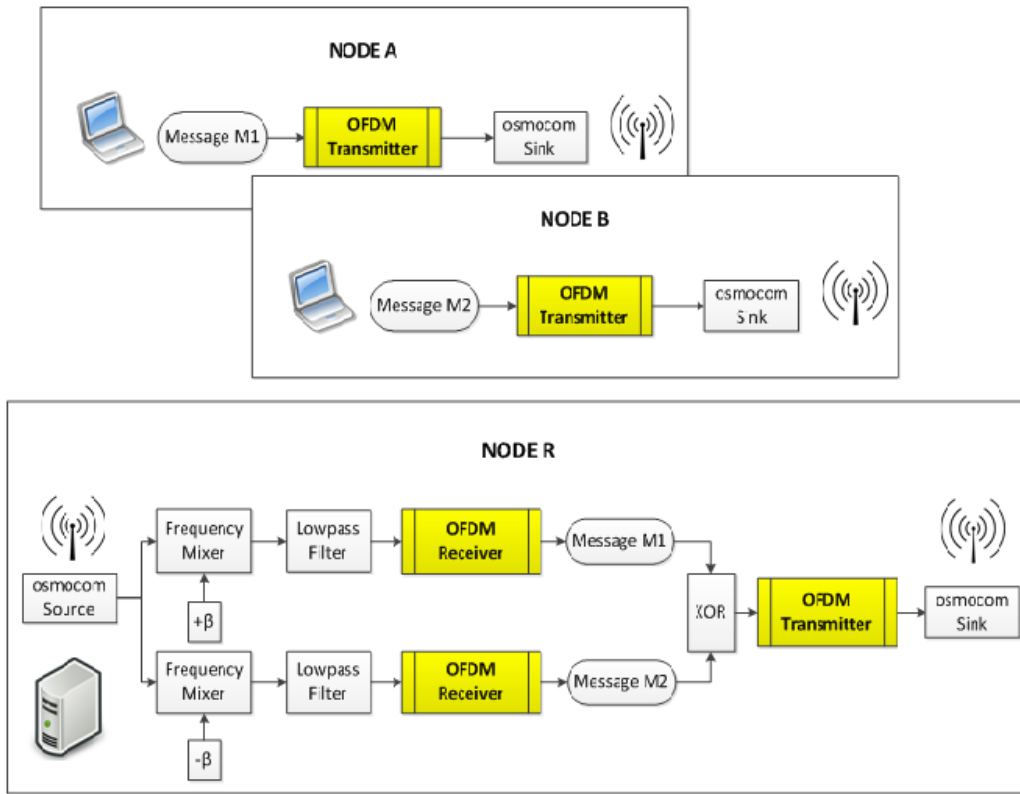 NODE A
Message M1
OFDM
Transmitter
osmocom
Sink
NODE B
Message M2
OFDM
Transmitter
osmocom
Sink
NODE R
osmocom
Source
Frequency
Mixer
+β
Lowpass
Filter
OFDM
Receiver
Message M1
Frequency
Mixer
-β
Lowpass
Filter
OFDM
Receiver
Message M2
XOR
OFDM
Transmitter
osmocom
Sink